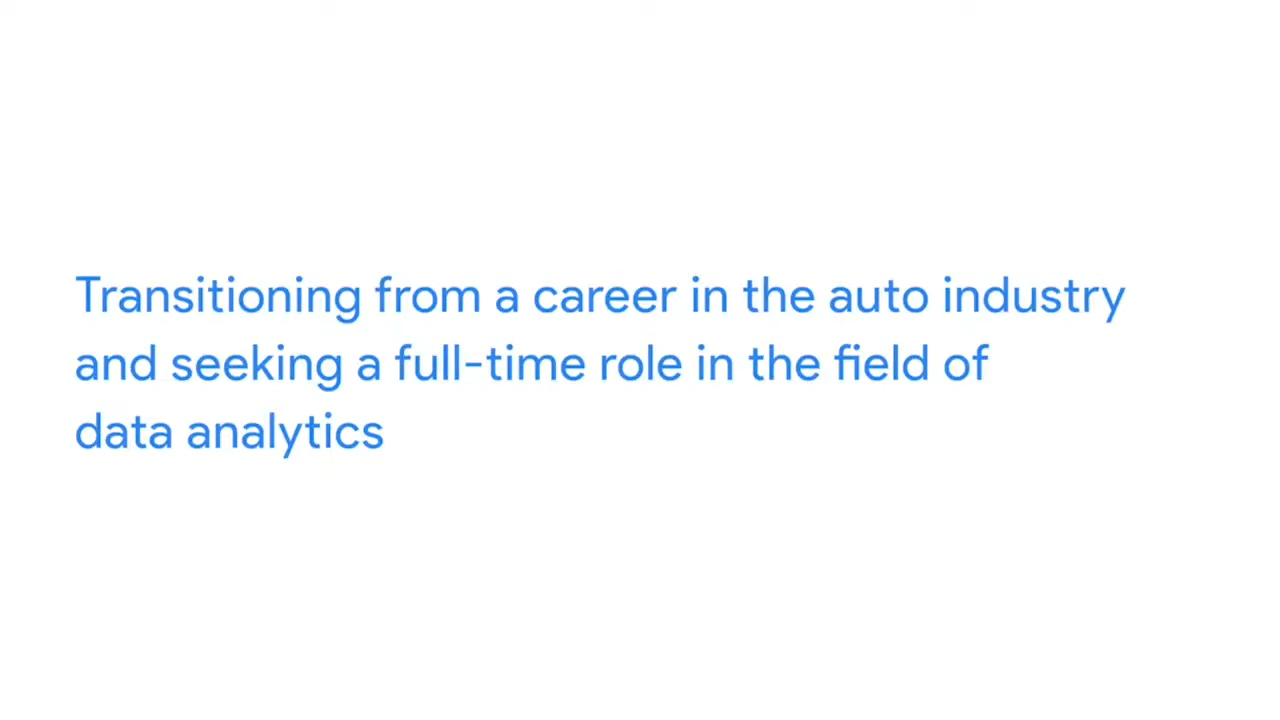 Transitioning from a career in the auto industry
and seeking a full-time role in the field of
data analytics